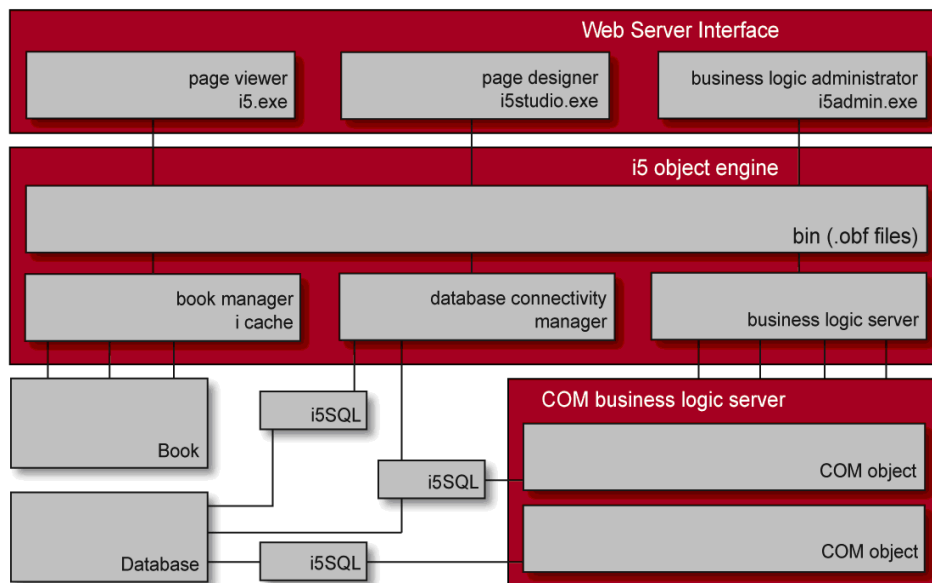 Web Server Interface
page viewer
i5.exe
page designer
i5studio.exe
business logic administrator
i5admin.exe
i5 object engine
bin (.obf files)
book manager
i cache
database connectivity
manager
business logic server
Book
i5SQL
COM business logic server
COM object
i5SQL
Database
i5SQL
COM object